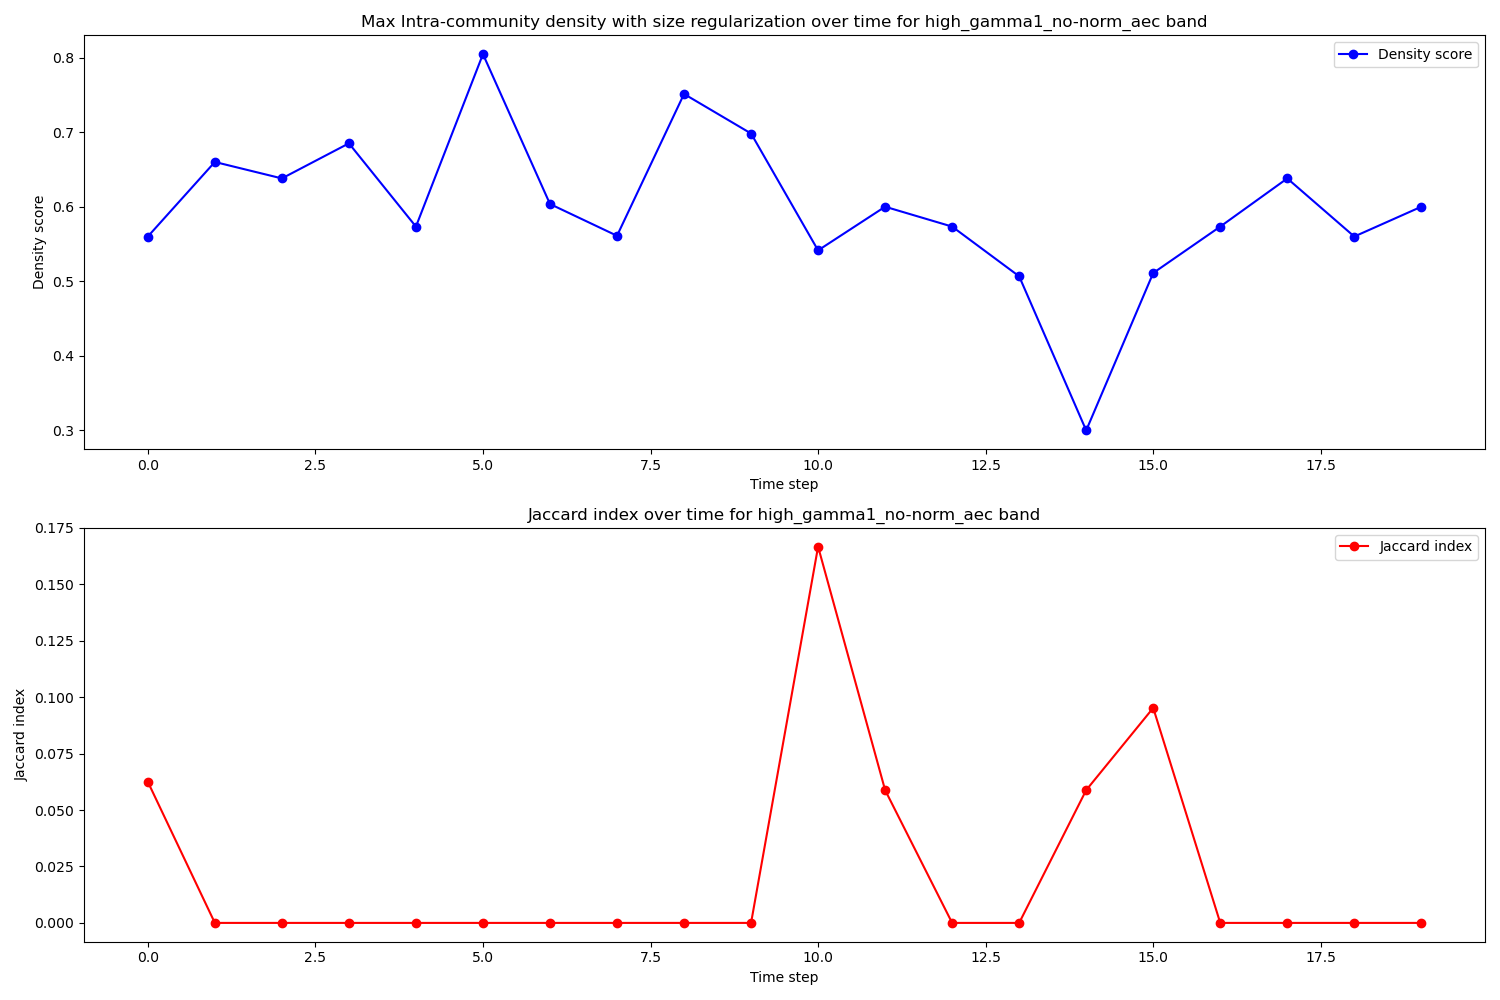 Max Intra-community density with size regularization over time for high_gamma1_no-norm_aec band
Density score
0.8
0.7
0.6
0.5
0.4
0.3
Density score
0.0 2.5 5.0 7.5 10.0 12.5 15.0 17.5
Time step
Jaccard index over time for high_gamma1_no-norm_aec band
Jaccard index
0.175
0.150
0.125
0.100
0.075
0.050
0.025
0.000
Jaccard index
0.0 2.5 5.0 7.5 10.0 12.5 15.0 17.5
Time step